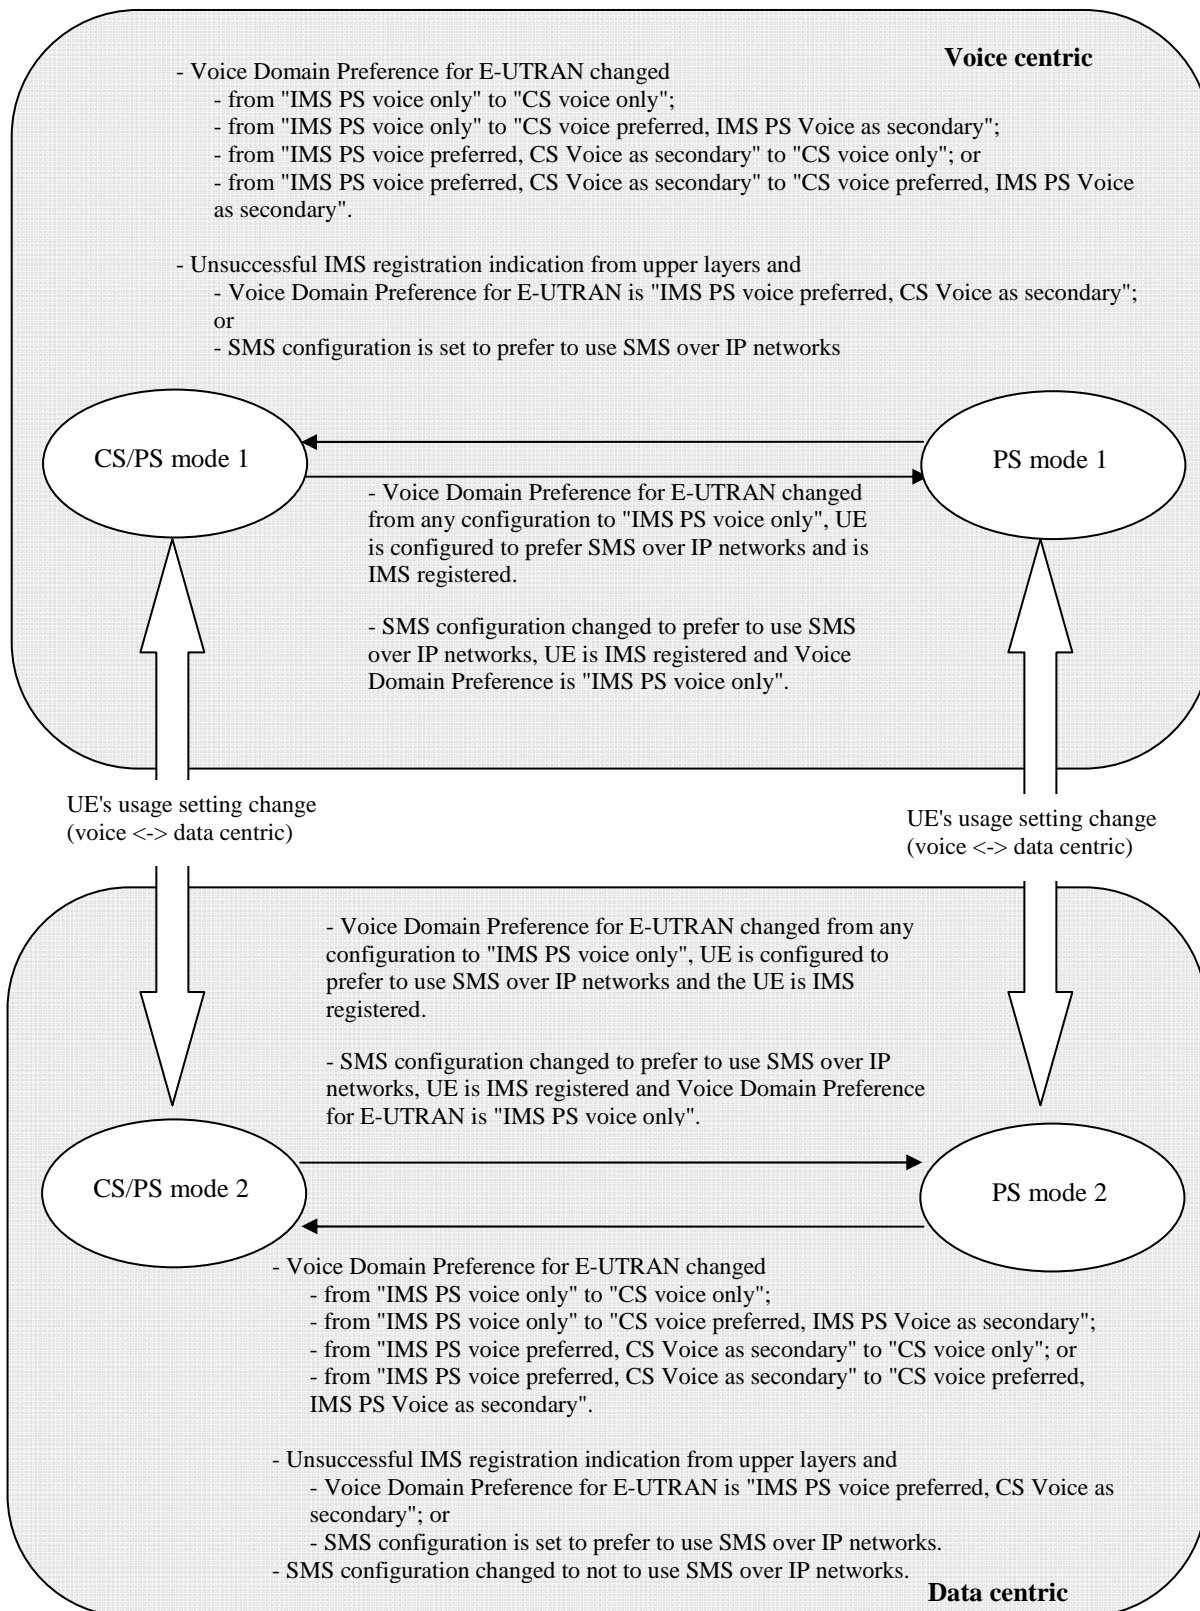 Voice centric
- Voice Domain Preference for E-UTRAN changed
- from "IMS PS voice only" to "CS voice only";
- from "IMS PS voice only" to "CS voice preferred, IMS PS Voice as secondary";
- from "IMS PS voice preferred, CS Voice as secondary" to "CS voice only"; or
- from "IMS PS voice preferred, CS Voice as secondary" to "CS voice preferred, IMS PS Voice
as secondary".
- Unsuccessful IMS registration indication from upper layers and
- Voice Domain Preference for E-UTRAN is "IMS PS voice preferred, CS Voice as secondary";
or
- SMS configuration is set to prefer to use SMS over IP networks
CS/PS mode 1
PS mode 1
- Voice Domain Preference for E-UTRAN changed
from any configuration to "IMS PS voice only", UE
is configured to prefer SMS over IP networks and is
IMS registered.
- SMS configuration changed to prefer to use SMS
over IP networks, UE is IMS registered and Voice
Domain Preference is "IMS PS voice only".
UE's usage setting change
(voice <-> data centric)
UE's usage setting change
(voice <-> data centric)
- Voice Domain Preference for E-UTRAN changed from any
configuration to "IMS PS voice only", UE is configured to
prefer to use SMS over IP networks and the UE is IMS
registered.
- SMS configuration changed to prefer to use SMS over IP
networks, UE is IMS registered and Voice Domain Preference
for E-UTRAN is "IMS PS voice only".
CS/PS mode 2
PS mode 2
- Voice Domain Preference for E-UTRAN changed
- from "IMS PS voice only" to "CS voice only";
- from "IMS PS voice only" to "CS voice preferred, IMS PS Voice as secondary";
- from "IMS PS voice preferred, CS Voice as secondary" to "CS voice only"; or
- from "IMS PS voice preferred, CS Voice as secondary" to "CS voice preferred,
IMS PS Voice as secondary".
- Unsuccessful IMS registration indication from upper layers and
- Voice Domain Preference for E-UTRAN is "IMS PS voice preferred, CS Voice as
secondary"; or
- SMS configuration is set to prefer to use SMS over IP networks.
- SMS configuration changed to not to use SMS over IP networks.
Data centric